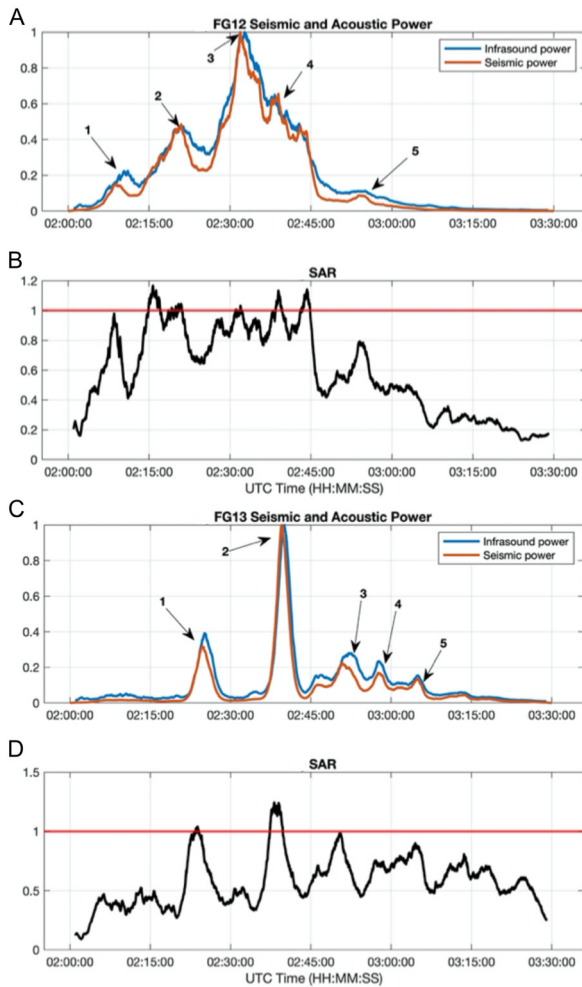 A
FG12 Seismic and Acoustic Power
1
0.8
0.6
0.4
0.2
0
Infrasound power
Seismic power
1
2
3
4
5
02:00:00 02:15:00 02:30:00 02:45:00 03:00:00 03:15:00 03:30:00
B
SAR
1.2
1
0.8
0.6
0.4
0.2
0
02:00:00 02:15:00 02:30:00 02:45:00 03:00:00 03:15:00 03:30:00
UTC Time (HH:MM:SS)
C
FG13 Seismic and Acoustic Power
1
0.8
0.6
0.4
0.2
0
Infrasound power
Seismic power
1
2
3
4
5
02:00:00 02:15:00 02:30:00 02:45:00 03:00:00 03:15:00 03:30:00
D
SAR
1.5
1
0.5
0
02:00:00 02:15:00 02:30:00 02:45:00 03:00:00 03:15:00 03:30:00
UTC Time (HH:MM:SS)